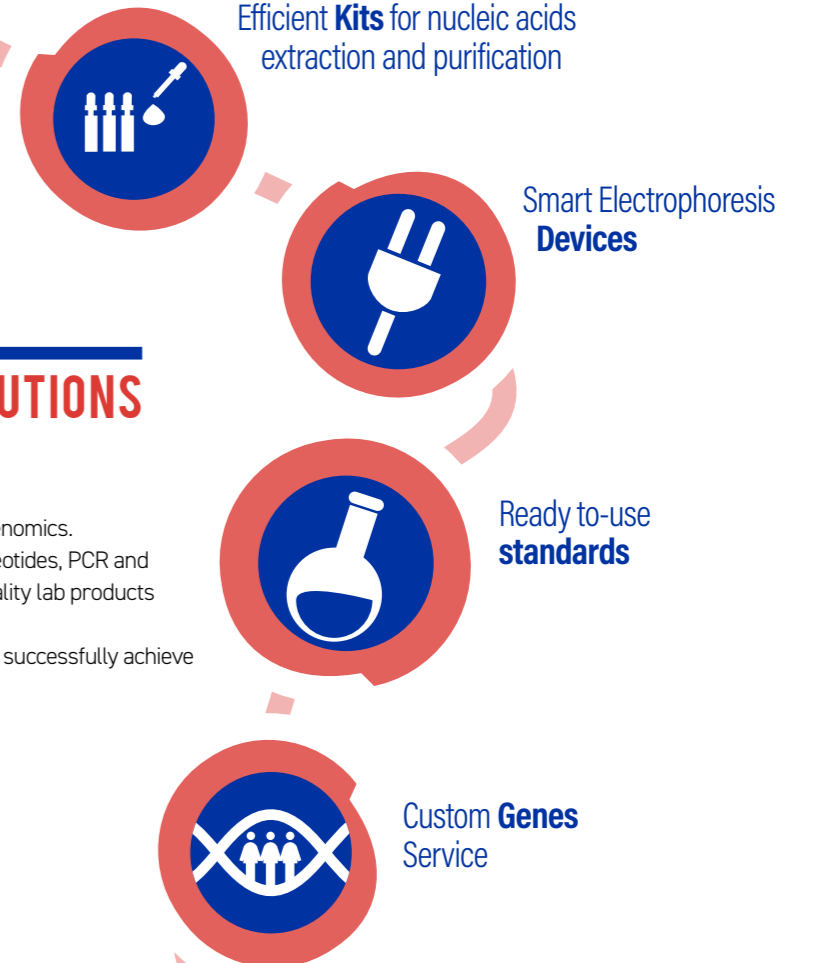 Efficient Kits for nucleic acids
extraction and purification
Smart Electrophoresis
Devices
UTIONS
enomics.
eotides, PCR and
ality lab products
successfully achieve
Ready to-use
standards
Custom Genes
Service